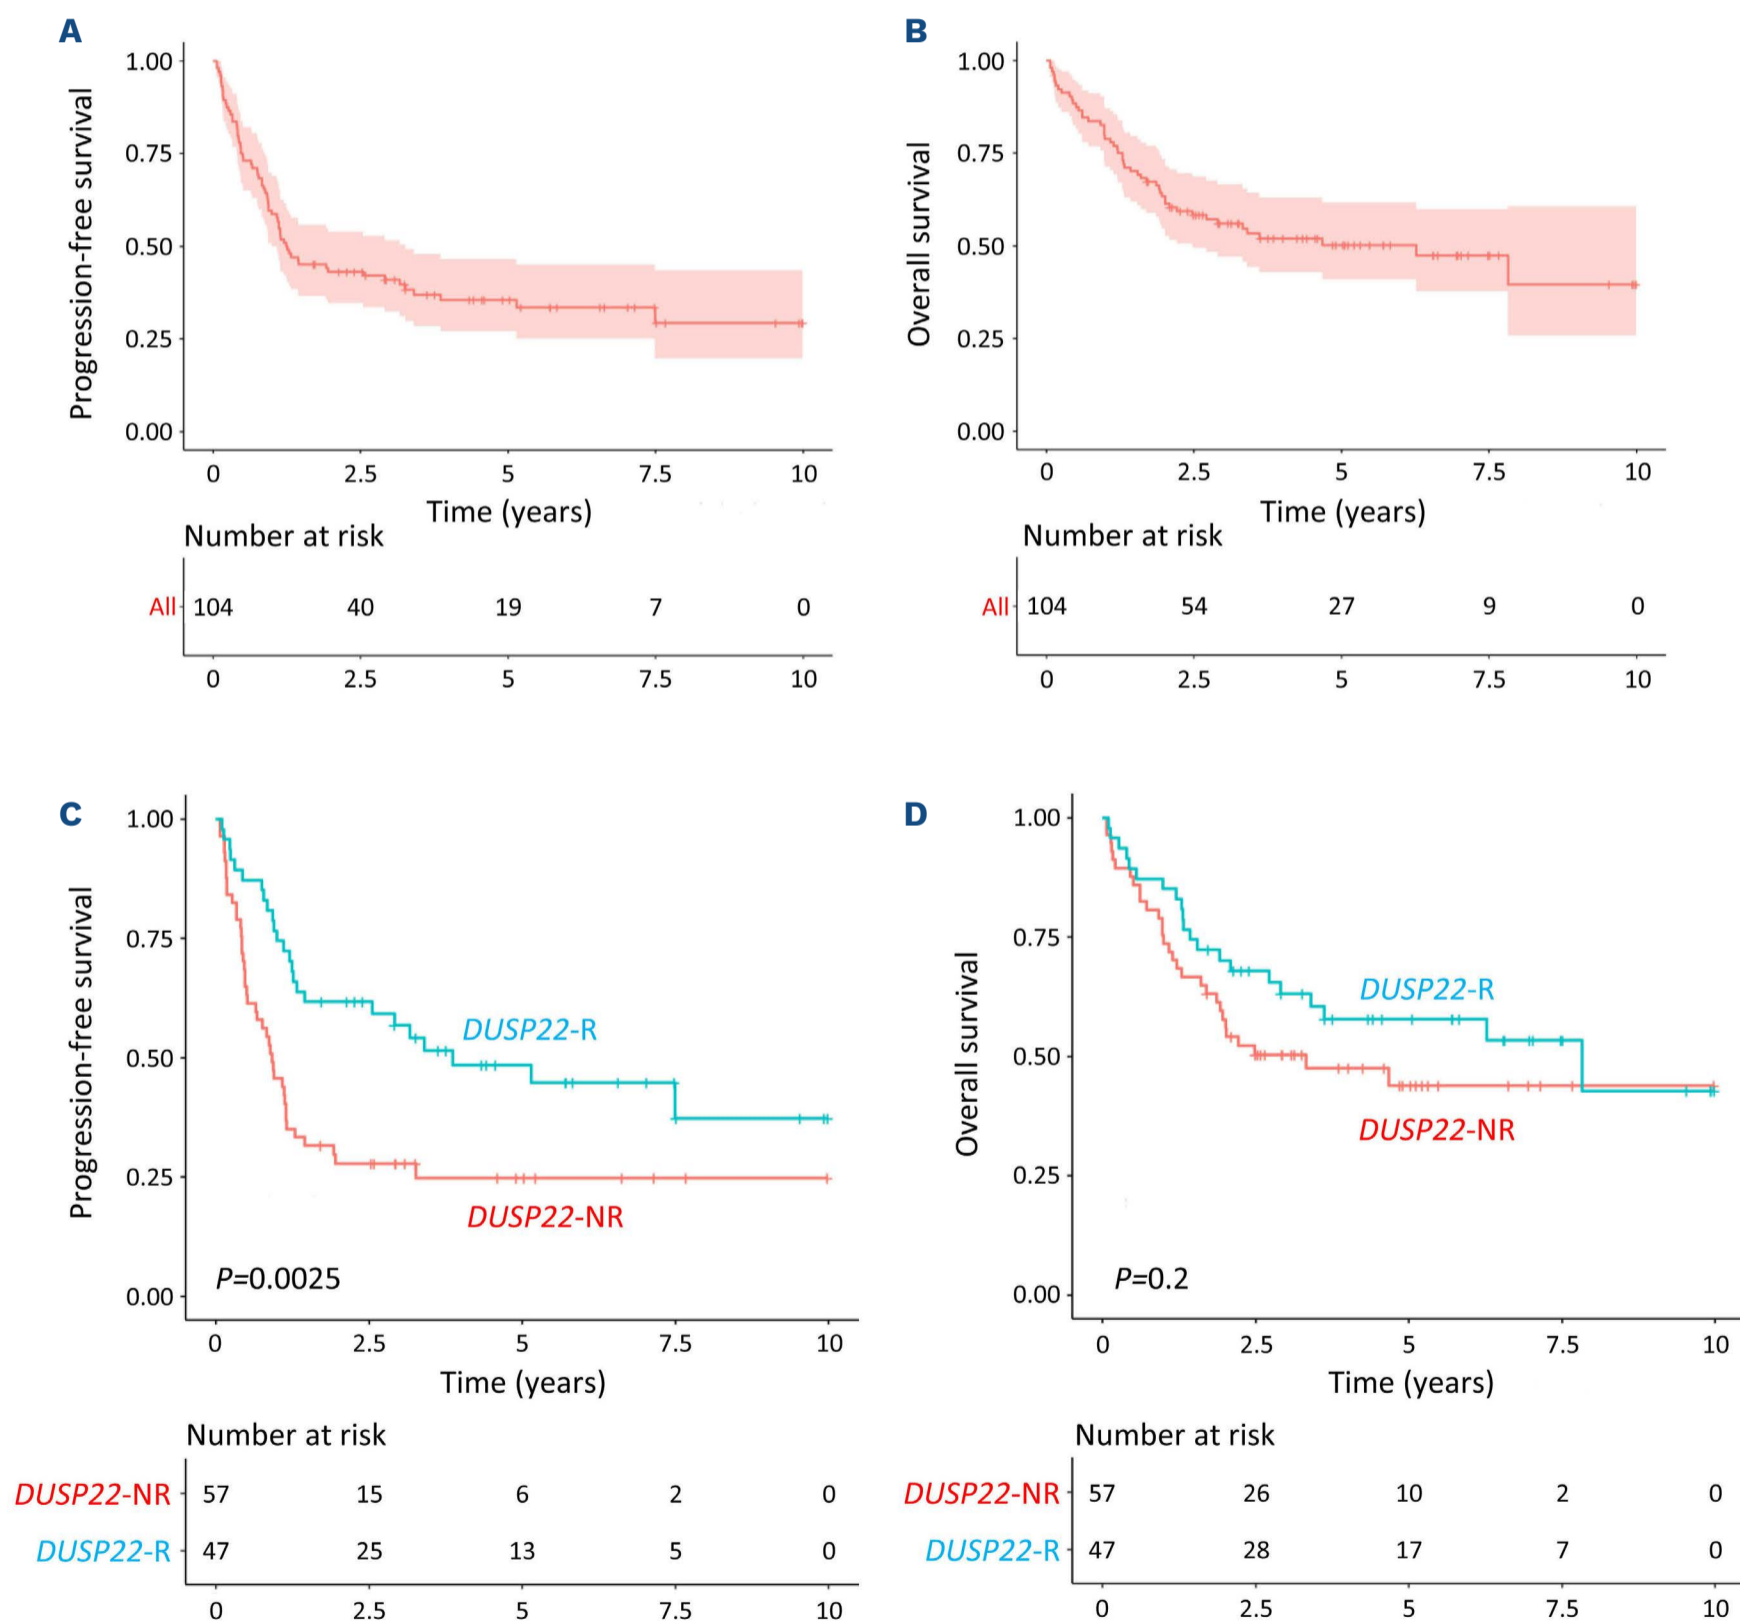 A
Progression-free survival
1.00
0.75
0.50
0.25
0.00
0 2.5 5 7.5 10
Time (years)
Number at risk
All 104 40 19 7 0
0 2.5 5 7.5 10
B
Overall survival
1.00
0.75
0.50
0.25
0.00
0 2.5 5 7.5 10
Time (years)
Number at risk
All 104 54 27 9 0
0 2.5 5 7.5 10
C
Progression-free survival
1.00
0.75
0.50
0.25
0.00
DUSP22-R
DUSP22-NR
P=0.0025
0 2.5 5 7.5 10
Time (years)
Number at risk
DUSP22-NR 57 15 6 2 0
DUSP22-R 47 25 13 5 0
0 2.5 5 7.5 10
D
Overall survival
1.00
0.75
0.50
0.25
0.00
DUSP22-R
DUSP22-NR
P=0.2
0 2.5 5 7.5 10
Time (years)
Number at risk
DUSP22-NR 57 26 10 2 0
DUSP22-R 47 28 17 7 0
0 2.5 5 7.5 10